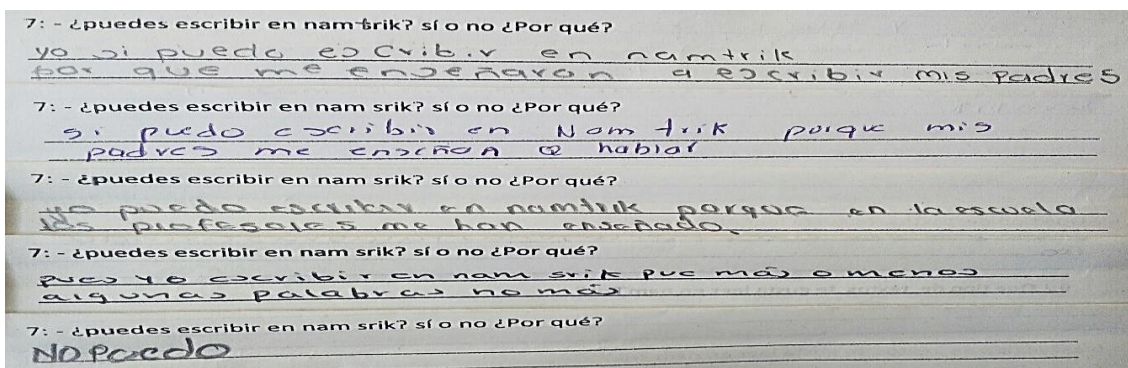 7: - ¿puedes escribir en namtrik? sí o no ¿Por qué?
yo si puedo escribir en namtrik
por que me enseñaron a escribir mis Padres
7: - ¿puedes escribir en nam srik? sí o no ¿Por qué?
si puedo escribir en Nam trik porque mis
padres me enseñan a hablar
7: - ¿puedes escribir en nam srik? sí o no ¿Por qué?
yo puedo escribir en namtrik porque en la escuela
los profesoles me han enseñado.
7: - ¿puedes escribir en nam srik? sí o no ¿Por qué?
pues yo escribir en nam srik pue más o menos
algunas palabras no más
7: - ¿puedes escribir en nam srik? sí o no ¿Por qué?
NO Puedo